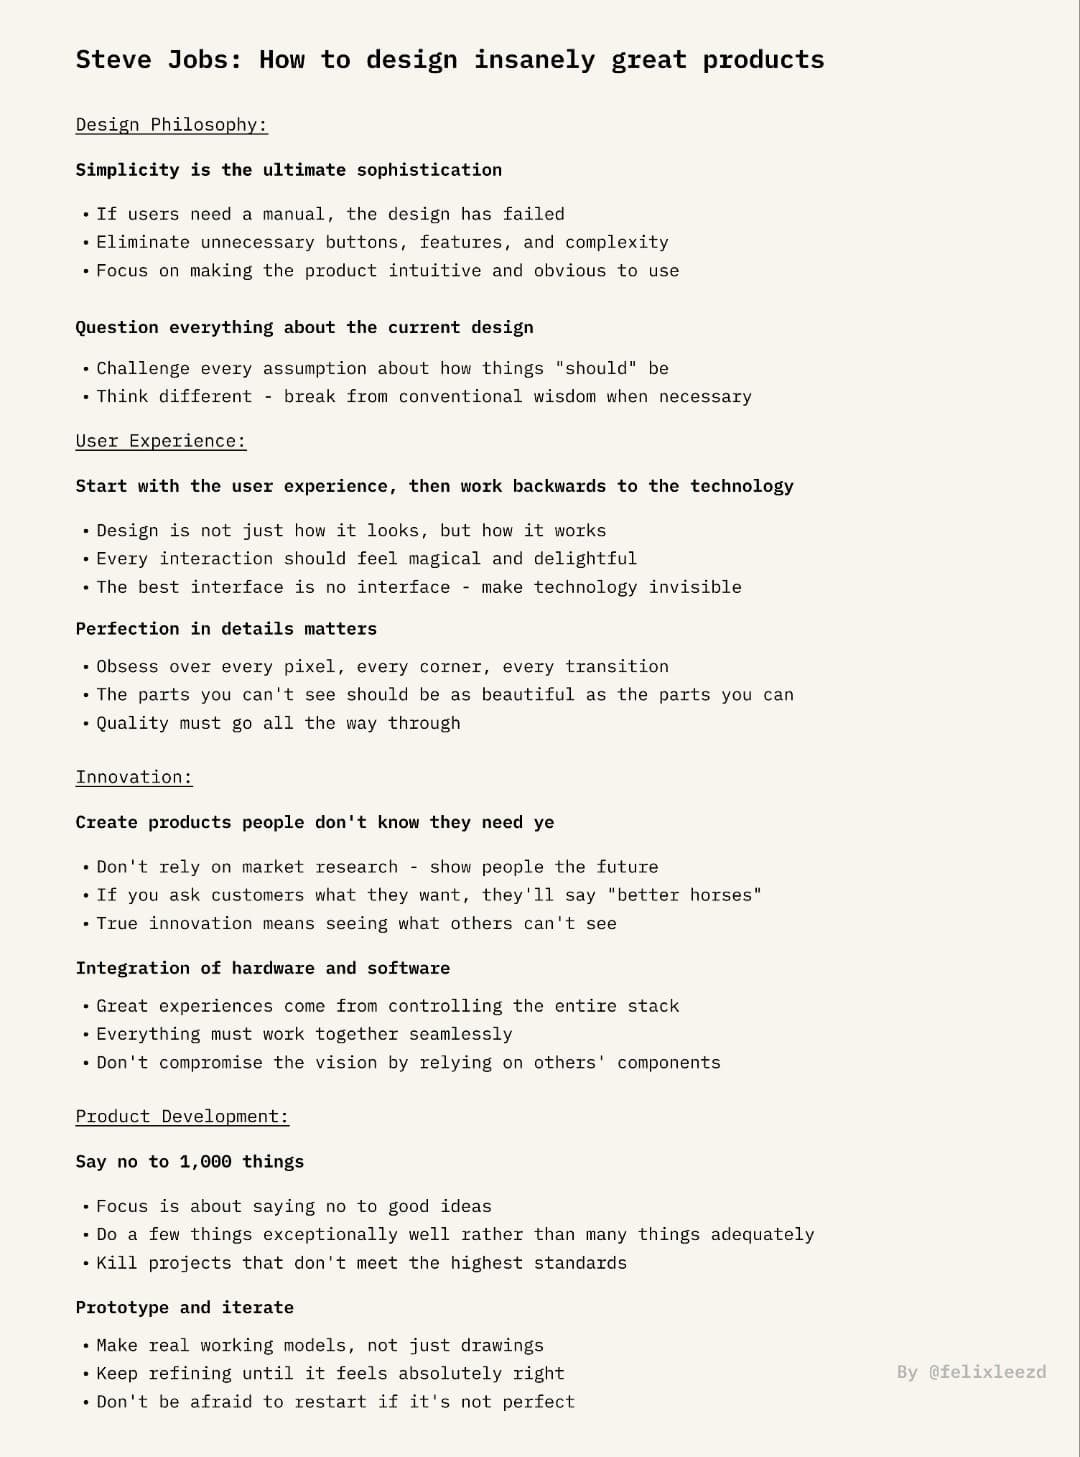 Steve Jobs: How to design insanely great products
Design Philosophy:
Simplicity is the ultimate sophistication
• If users need a manual, the design has failed
• Eliminate unnecessary buttons, features, and complexity
• Focus on making the product intuitive and obvious to use
Question everything about the current design
• Challenge every assumption about how things "should" be
• Think different - break from conventional wisdom when necessary
User Experience:
Start with the user experience, then work backwards to the technology
• Design is not just how it looks, but how it works
• Every interaction should feel magical and delightful
• The best interface is no interface - make technology invisible
Perfection in details matters
• Obsess over every pixel, every corner, every transition
• The parts you can't see should be as beautiful as the parts you can
• Quality must go all the way through
Innovation:
Create products people don't know they need ye
• Don't rely on market research - show people the future
• If you ask customers what they want, they'll say "better horses"
• True innovation means seeing what others can't see
Integration of hardware and software
• Great experiences come from controlling the entire stack
• Everything must work together seamlessly
• Don't compromise the vision by relying on others' components
Product Development:
Say no to 1,000 things
• Focus is about saying no to good ideas
• Do a few things exceptionally well rather than many things adequately
• Kill projects that don't meet the highest standards
Prototype and iterate
• Make real working models, not just drawings
• Keep refining until it feels absolutely right
• Don't be afraid to restart if it's not perfect
By @felixleezd